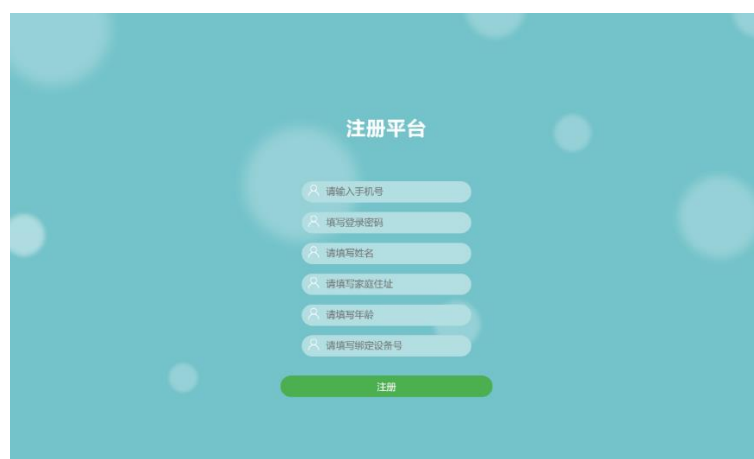 注册平台
请输入手机号
填写登录密码
请填写姓名
请填写家庭住址
请填写年龄
请填写绑定设备号
注册